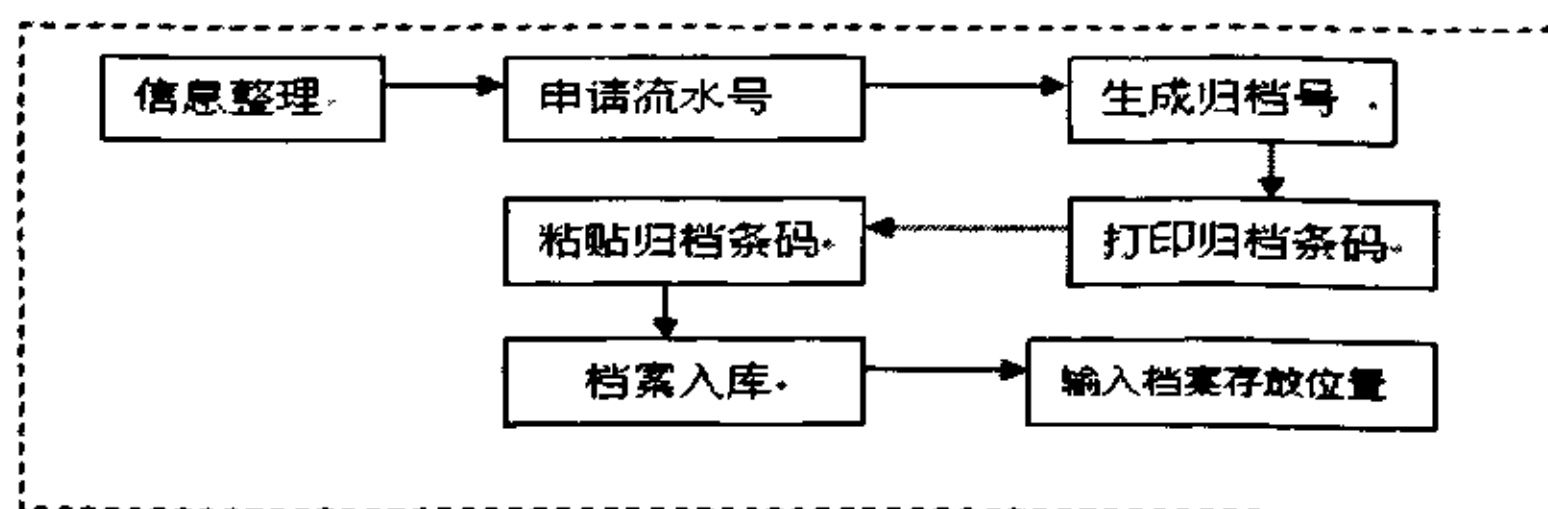 信息整理
申请流水号
生成归档号
粘贴归档条码
打印归档条码
档案入库
输入档案存放位置